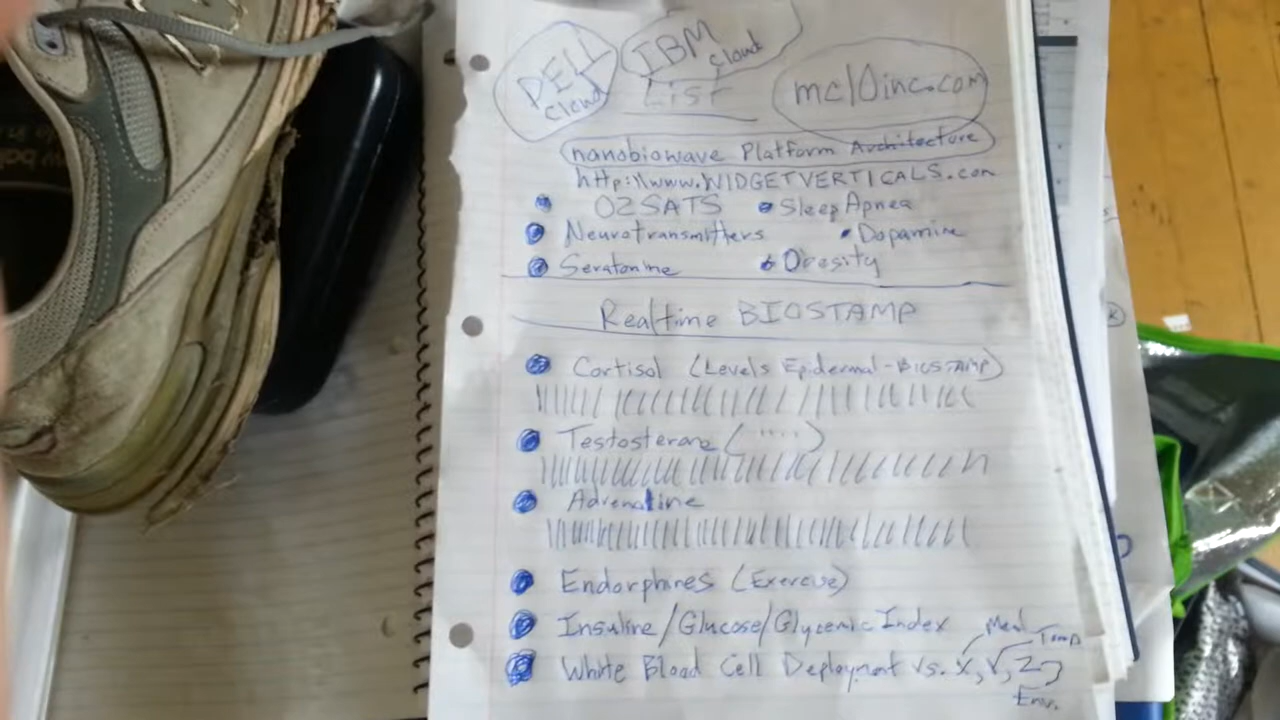 DELL cloud
IBM cloud
List
mc10inc.com
nanobiowave Platform Architecture
http://www.WIDGETVERTICALS.com
O2SATS • Sleep Apnea
Neurotransmitters • Dopamine
Seratonine • Obesity
Realtime BIOSTAMP
Cortisol (Levels Epidermal-BIOSTAMP)
Testosterone (".....)
Adrenaline
Endorphines (Exercise)
Insuline/Glucose/Glycemic Index
Temp
White Blood Cell Deployment vs. X, Y, Z
Env.